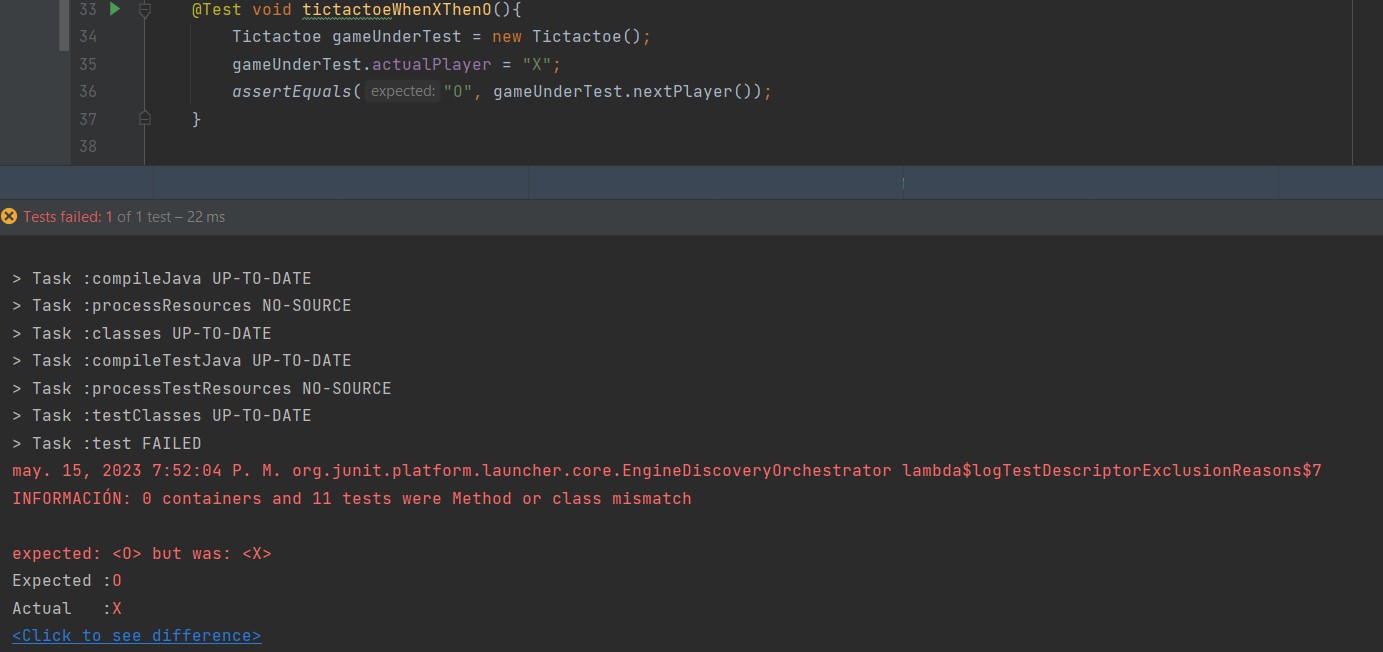 33 @Test void tictactoeWhenXThenO(){
34 Tictactoe gameUnderTest = new Tictactoe();
35 gameUnderTest.actualPlayer = "X";
36 assertEquals( expected: "O", gameUnderTest.nextPlayer());
37 }
38
Tests failed: 1 of 1 test – 22 ms
> Task :compileJava UP-TO-DATE
> Task :processResources NO-SOURCE
> Task :classes UP-TO-DATE
> Task :compileTestJava UP-TO-DATE
> Task :processTestResources NO-SOURCE
> Task :testClasses UP-TO-DATE
> Task :test FAILED
may. 15, 2023 7:52:04 P. M. org.junit.platform.launcher.core.EngineDiscoveryOrchestrator lambda$logTestDescriptorExclusionReasons$7
INFORMACIÓN: 0 containers and 11 tests were Method or class mismatch
expected: <O> but was: <X>
Expected :O
Actual   :X
<Click to see difference>